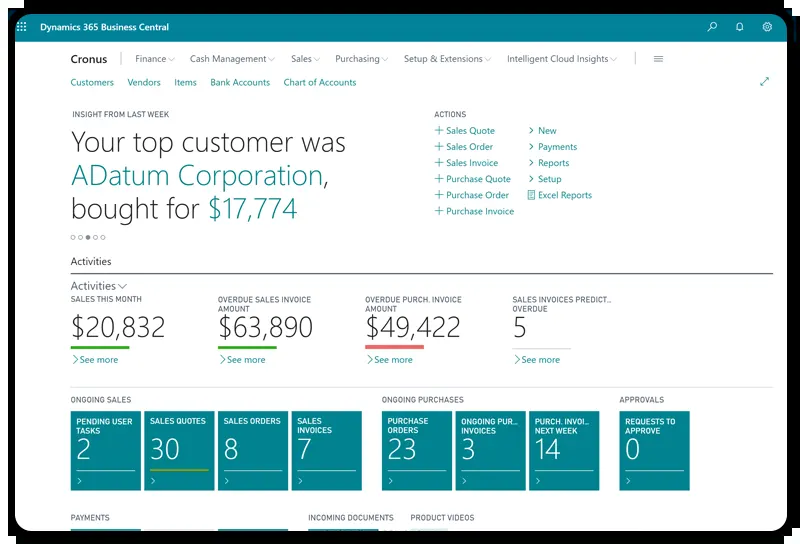 Dynamics 365 Business Central
Cronus
Finance
Cash Management
Sales
Purchasing
Setup & Extensions
Intelligent Cloud Insights
Customers
Vendors
Items
Bank Accounts
Chart of Accounts
INSIGHT FROM LAST WEEK
Your top customer was
ADatum Corporation,
bought for $17,774
ACTIONS
+ Sales Quote
+ Sales Order
+ Sales Invoice
+ Purchase Quote
+ Purchase Order
+ Purchase Invoice
> New
> Payments
> Reports
> Setup
Excel Reports
Activities
Activities
SALES THIS MONTH
$20,832
>See more
OVERDUE SALES INVOICE
AMOUNT
$63,890
>See more
OVERDUE PURCH. INVOICE
AMOUNT
$49,422
>See more
SALES INVOICES PREDICT...
OVERDUE
5
>See more
ONGOING SALES
PENDING USER
TASKS
2
>
SALES QUOTES
30
>
SALES ORDERS
8
>
SALES
INVOICES
7
>
ONGOING PURCHASES
PURCHASE
ORDERS
23
>
ONGOING PUR...
INVOICES
3
>
PURCH. INVOI...
NEXT WEEK
14
>
APPROVALS
REQUESTS TO
APPROVE
0
>
PAYMENTS
INCOMING DOCUMENTS
PRODUCT VIDEOS